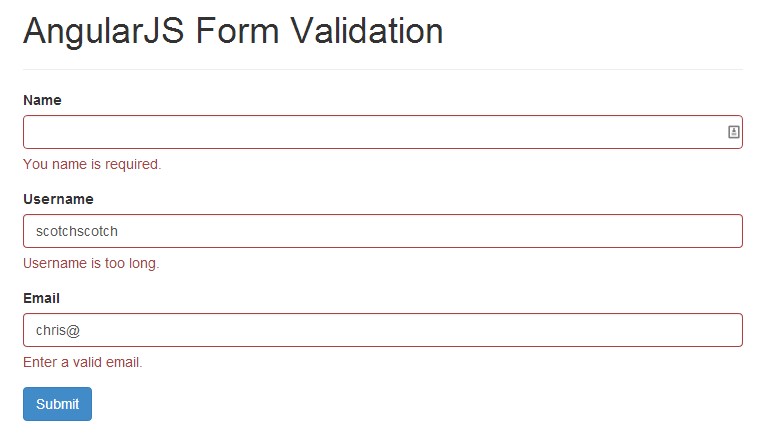 AngularJS Form Validation
Name
You name is required.
Username
scotchscotch
Username is too long.
Email
chris@
Enter a valid email.
Submit